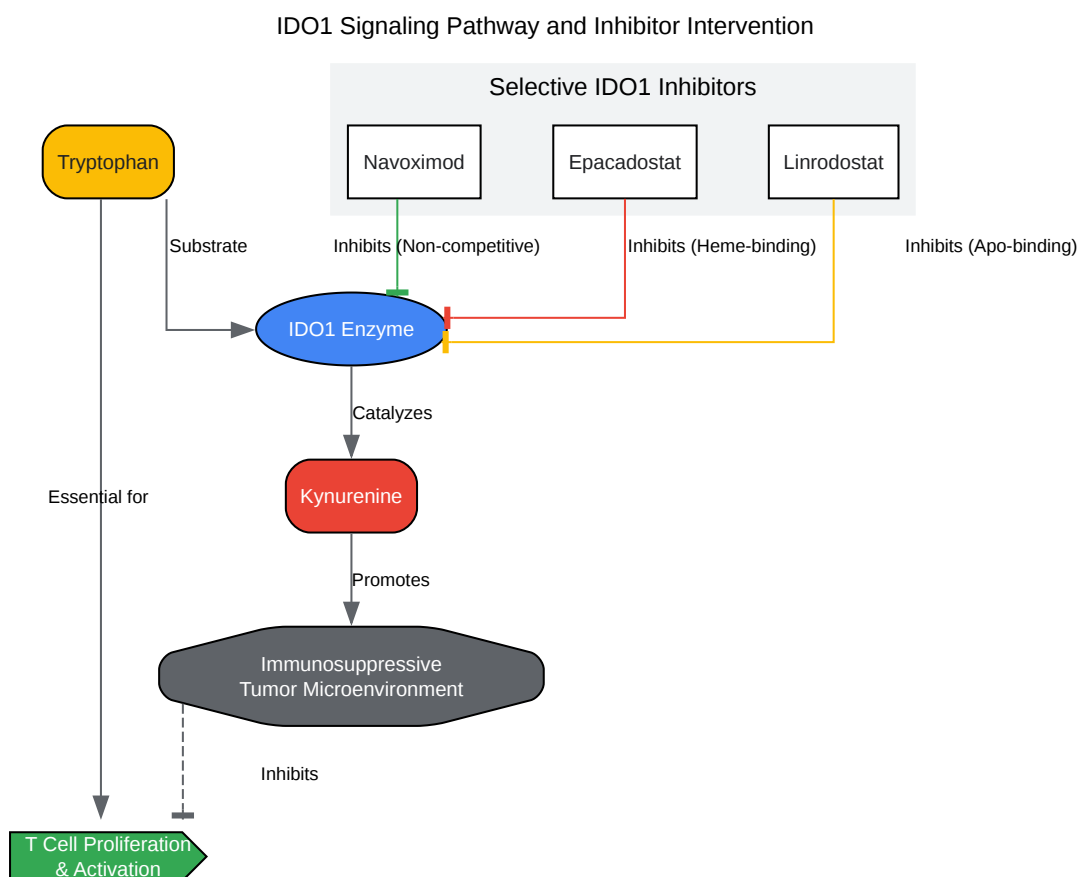 IDO1 Signaling Pathway and Inhibitor Intervention
Selective IDO1 Inhibitors
Tryptophan
Navoximod
Epacadostat
Linrodostat
Substrate
Inhibits (Non-competitive)
Inhibits (Heme-binding)
Inhibits (Apo-binding)
IDO1 Enzyme
Catalyzes
Essential for
Kynurenine
Promotes
Immunosuppressive
Tumor Microenvironment
Inhibits
T Cell Proliferation
& Activation